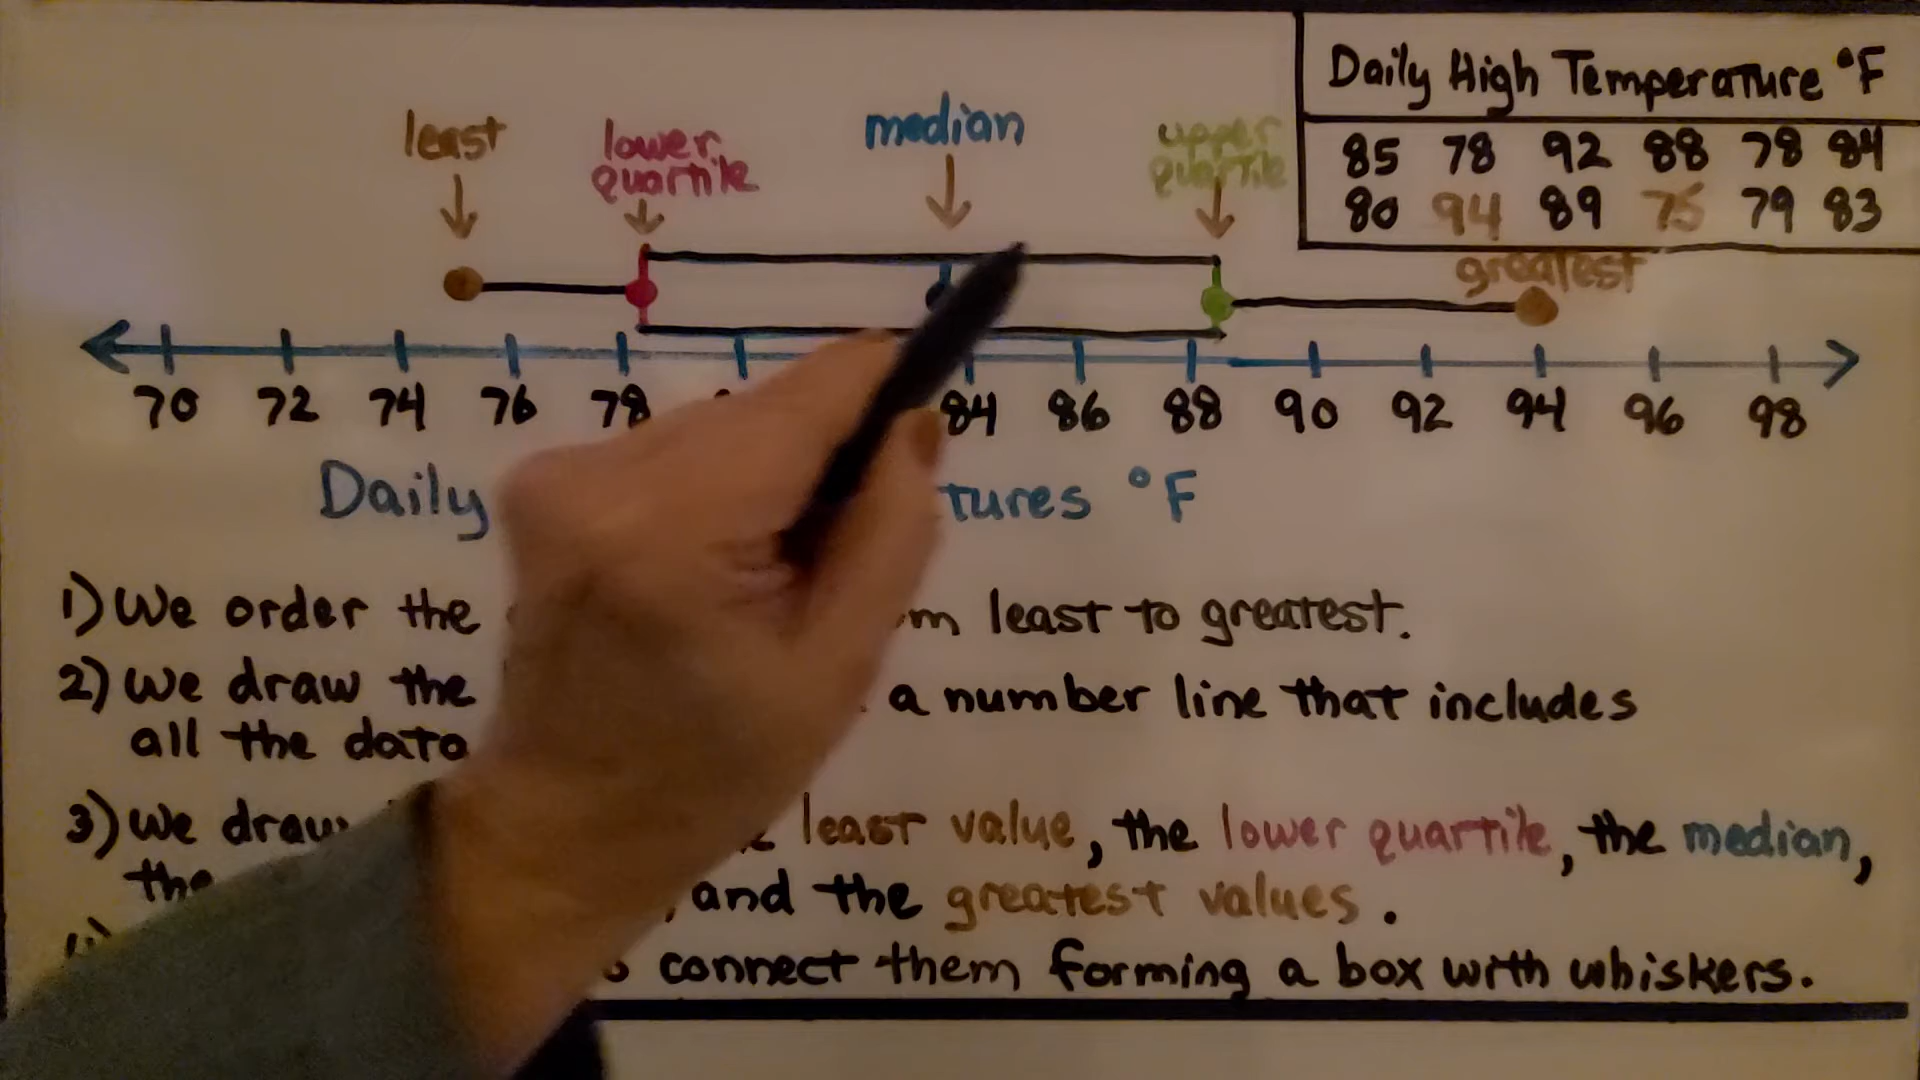 Daily High Temperature °F
85 78 92 88 78 84
80 94 89 75 79 83
least
lower quartile
median
upper quartile
greatest
70 72 74 76 78 84 86 88 90 92 94 96 98
Daily tures °F
1) We order the m least to greatest.
2) We draw the a number line that includes
all the data
3) We draw least value, the lower quartile, the median,
the , and the greatest values.
connect them forming a box with whiskers.